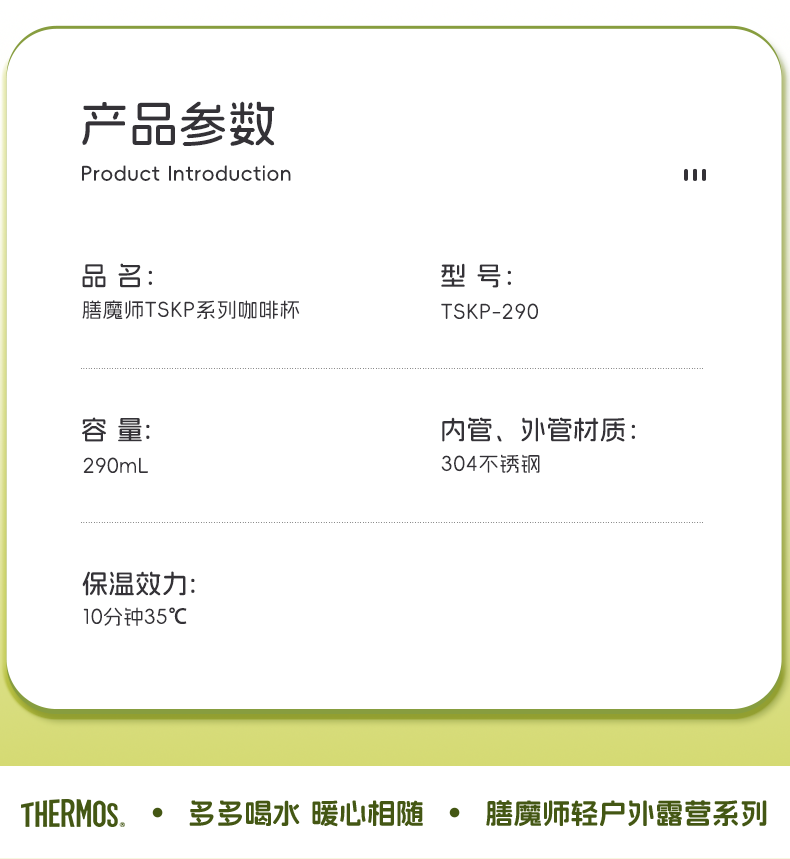 产品参数
Product Introduction
品 名：
膳魔师TSKP系列咖啡杯
型 号：
TSKP-290
容 量：
290mL
内管、外管材质：
304不锈钢
保温效力：
10分钟35℃
THERMOS. • 多多喝水 暖心相随 • 膳魔师轻户外露营系列